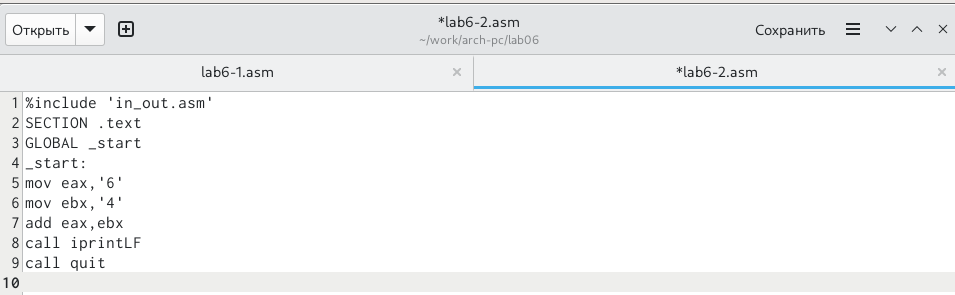 Открыть
*lab6-2.asm
~/work/arch-pc/lab06
Сохранить
lab6-1.asm
*lab6-2.asm
1 %include 'in_out.asm'
2 SECTION .text
3 GLOBAL _start
4 _start:
5 mov eax,'6'
6 mov ebx,'4'
7 add eax,ebx
8 call iprintLF
9 call quit
10